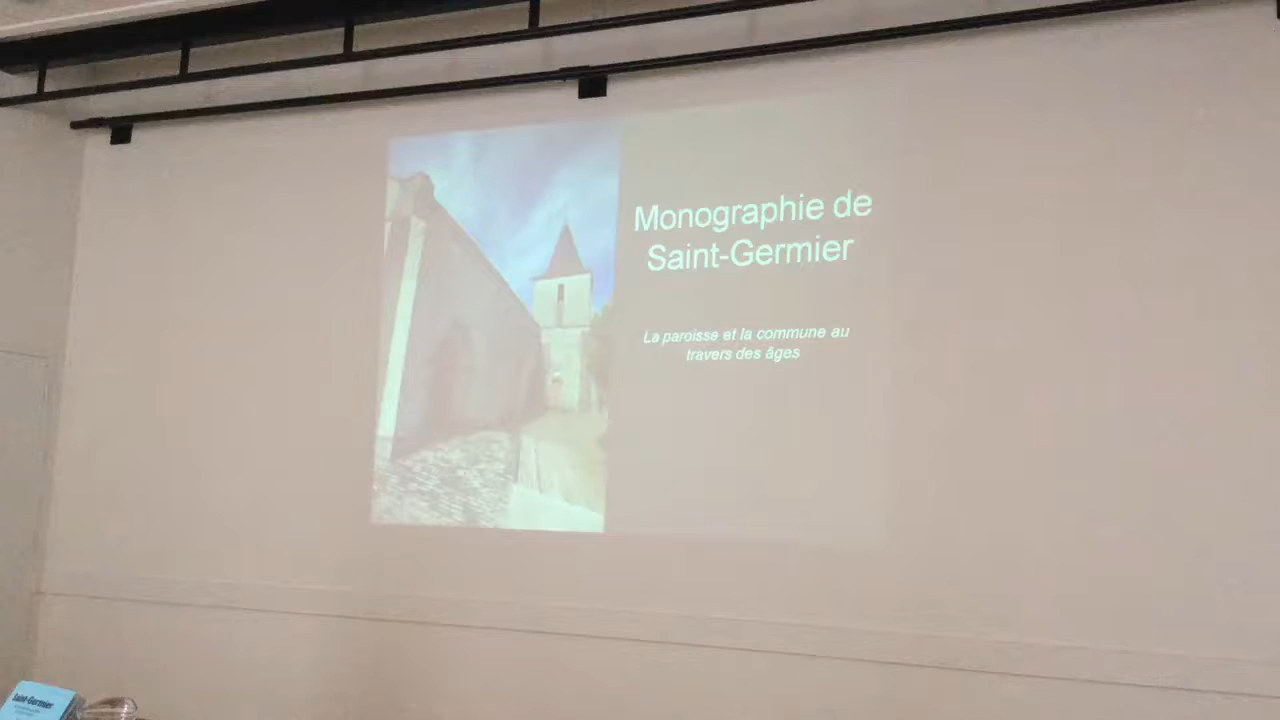 Monographie de
Saint-Germier
La paroisse et la commune au
travers des âges
Saint-Germier